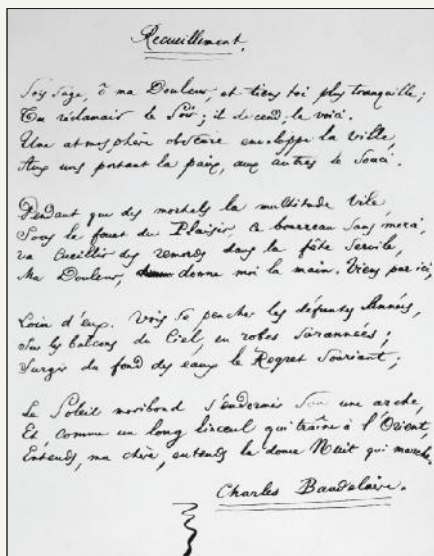 Recueillement.
Sois sage, ô ma Douleur, et tiens toi plus tranquille;
Tu réclamais le Soir; il descend; le voici.
Une atmosphère obscure enveloppe la ville,
Aux uns portant la paix, aux autres le souci.
Pendant que des mortels la multitude vile
Sous le fouet du Plaisir, ce bourreau sans merci
va cueillir des remords dans la fête servile,
Ma Douleur, donne moi la main. Viens par ici,
Loin d'eux. Vois se pencher les défuntes Années,
Sur les balcons du Ciel, en robes surannées;
Surgir du fond des eaux le Regret souriant;
Le Soleil moribond s'endormir sous une arche,
Et, comme un long linceul qui traîne à l'Orient,
Entends, ma chère, entends la douce Nuit qui marche.
Charles Baudelaire.